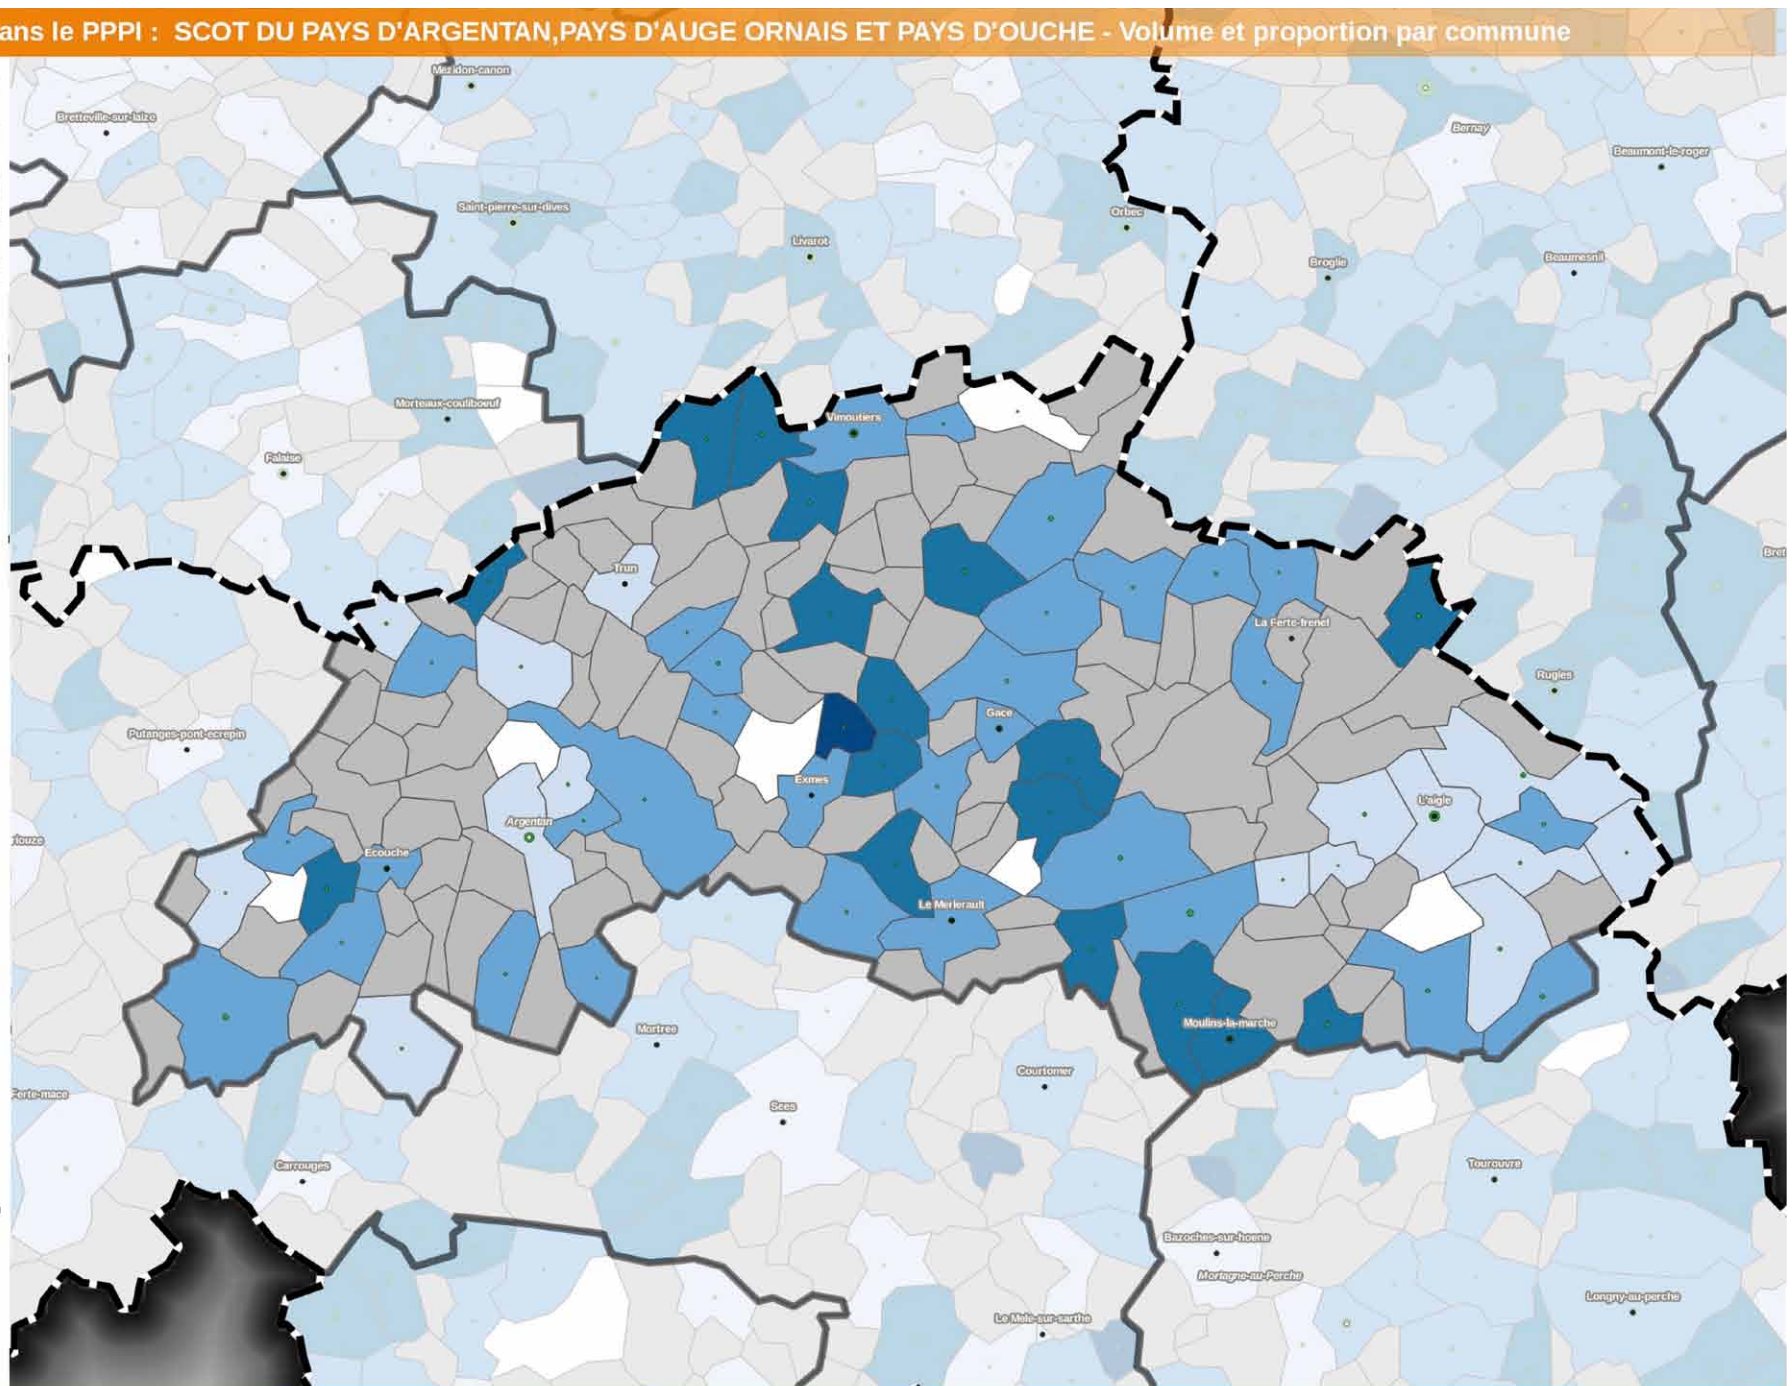 ans le PPPI : SCOT DU PAYS D'ARGENTAN,PAYS D'AUGE ORNAIS ET PAYS D'OUCHE - Volume et proportion par commune
Mezidon-canon
Bretteville-sur-laize
Bernay
Beaumont-le-roger
Saint-pierre-sur-dives
Orbec
Livarot
Broglie
Beaumesnil
Morteaux-couliboeuf
Vimoutiers
Falaise
Bret
Trun
La Ferte-frenel
Rugles
Putanges-pont-ecrepin
Gace
Exmes
L'aigle
Argentan
riouze
Ecouche
Le Merlerault
Moulins-la-marche
Mortree
Courtomer
Ferte-mace
Sees
Carrouges
Tourouvre
Bazoches-sur-hoene
Mortagne-au-Perche
Longny-au-perche
Le Mele-sur-sarthe